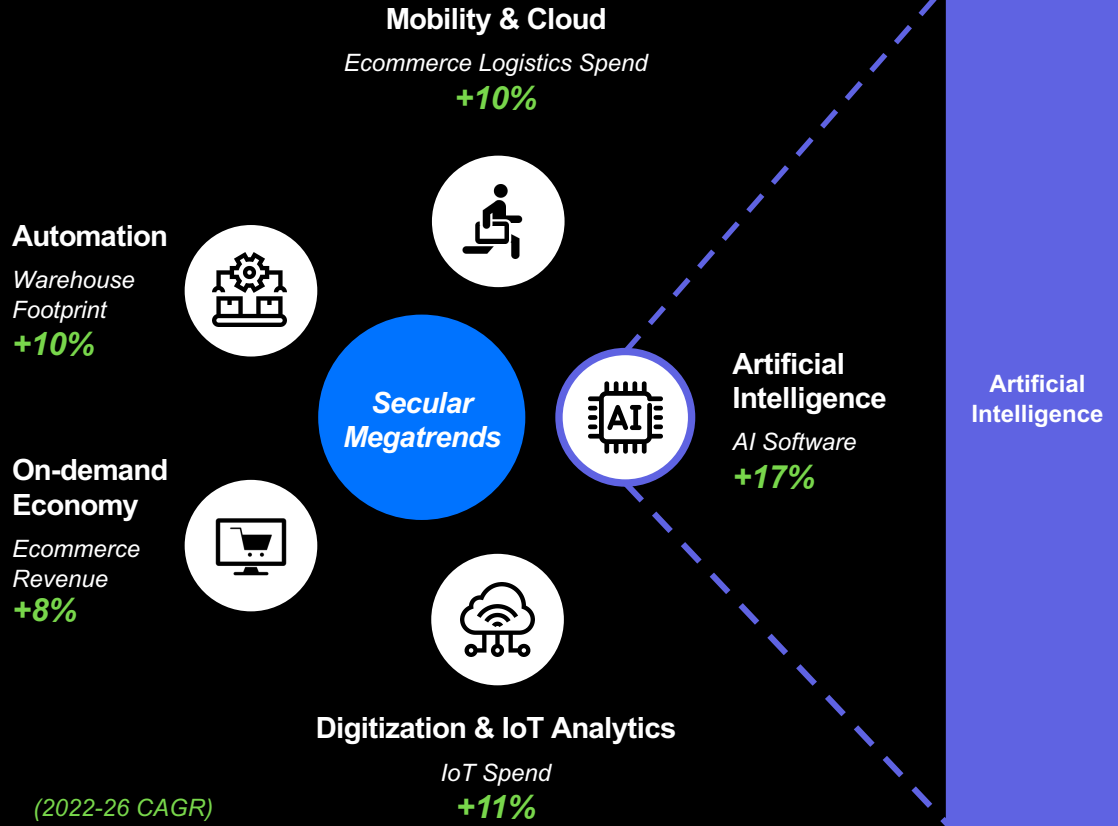 Mobility & Cloud
Ecommerce Logistics Spend
+10%
Automation
Warehouse
Footprint
+10%
Secular
Megatrends
AI
Artificial
Intelligence
AI Software
+17%
Artificial
Intelligence
On-demand
Economy
Ecommerce
Revenue
+8%
Digitization & IoT Analytics
IoT Spend
+11%
(2022-26 CAGR)